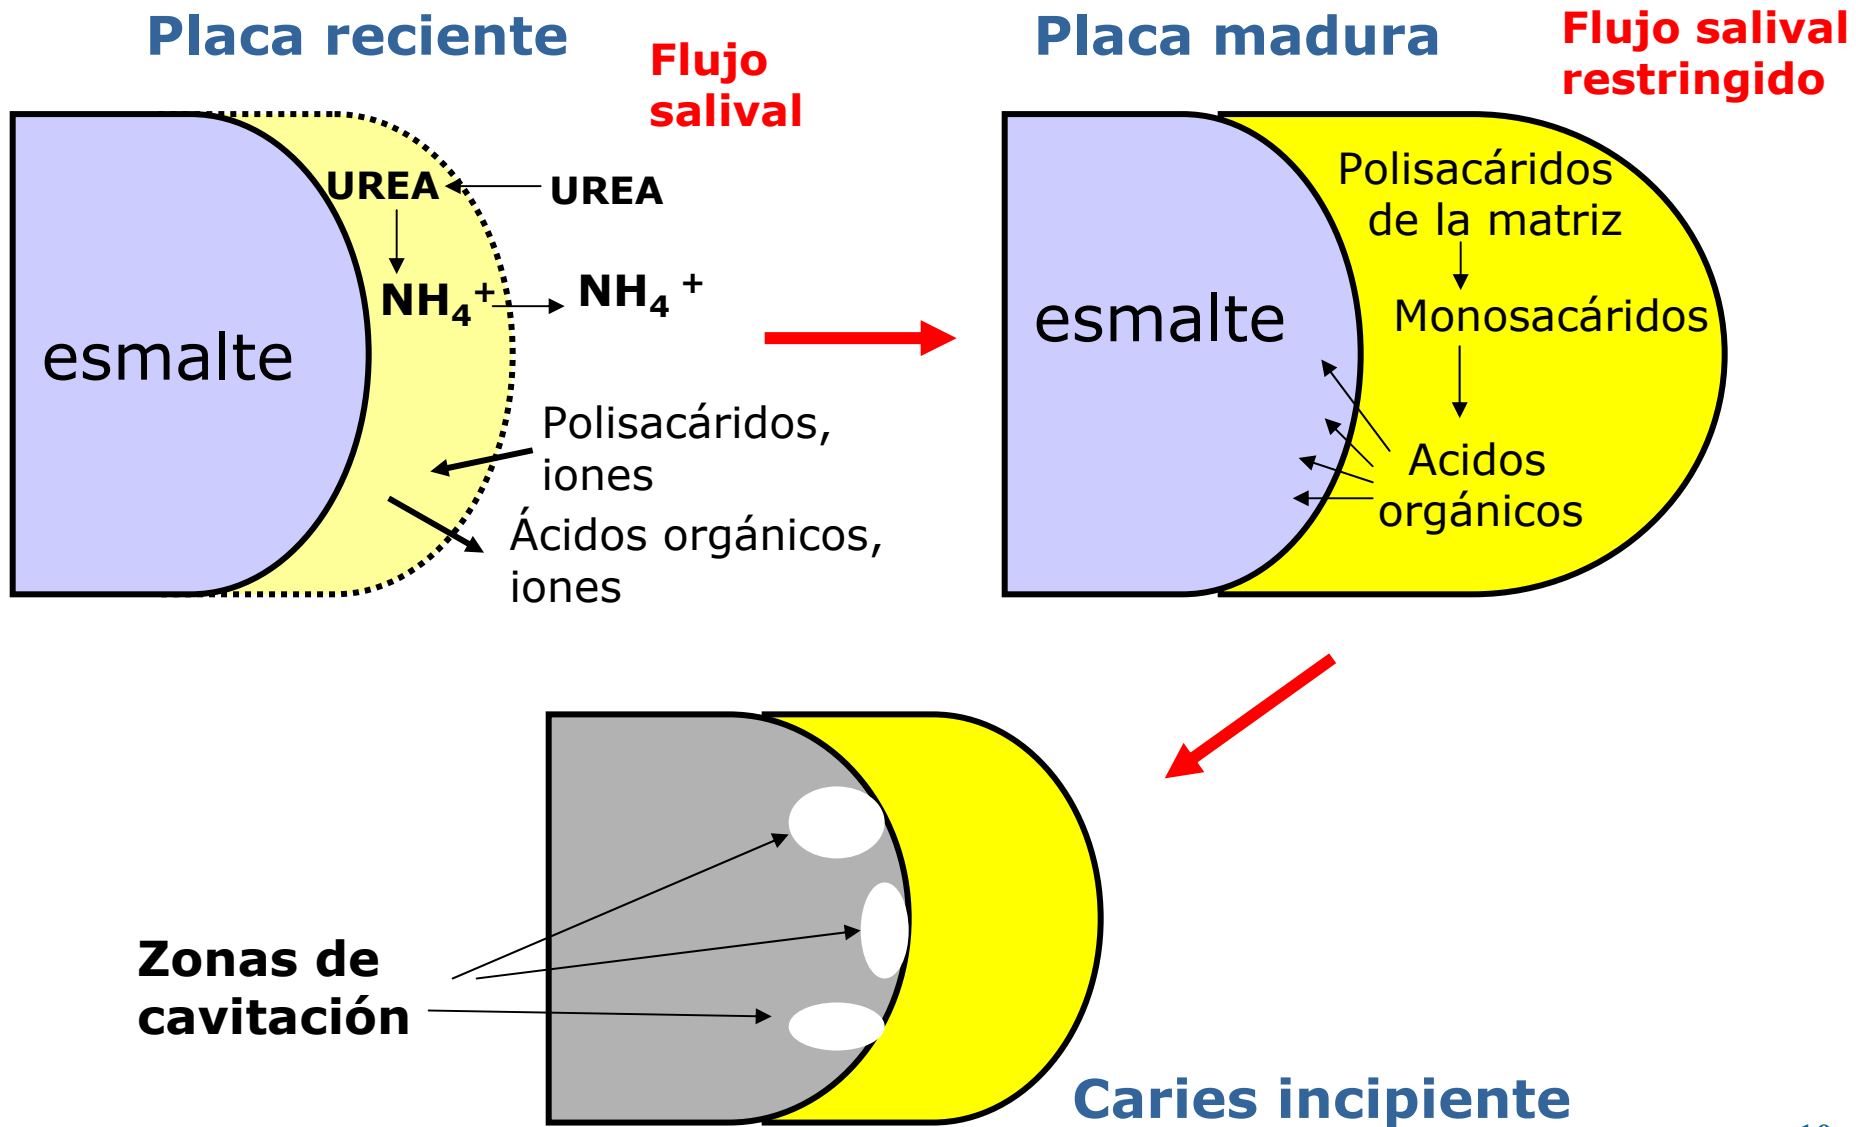 Placa reciente
Flujo
salival
UREA
UREA
NH₄⁺
NH₄ ⁺
esmalte
Polisacáridos,
iones
Ácidos orgánicos,
iones
Placa madura
Flujo salival
restringido
Polisacáridos
de la matriz
esmalte
Monosacáridos
Acidos
orgánicos
Zonas de
cavitación
Caries incipiente